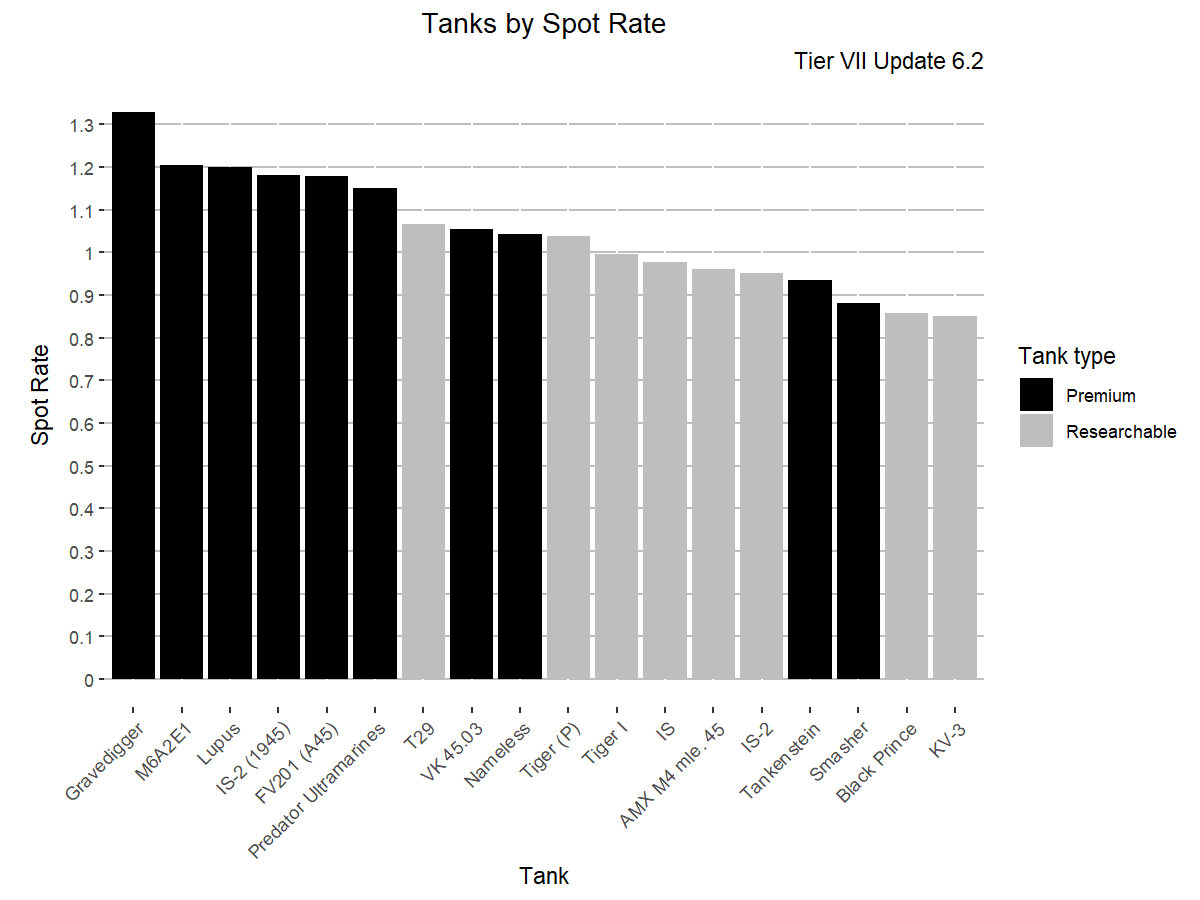 Tanks by Spot Rate
Tier VII Update 6.2
Spot Rate
1.3
1.2
1.1
1
0.9
0.8
0.7
0.6
0.5
0.4
0.3
0.2
0.1
0
Gravedigger
M6A2E1
Lupus
IS-2 (1945)
FV201 (A45)
Predator Ultramarines
T29
VK 45.03
Nameless
Tiger (P)
Tiger I
IS
AMX M4 mle. 45
IS-2
Tankenstein
Smasher
Black Prince
KV-3
Tank
Tank type
Premium
Researchable